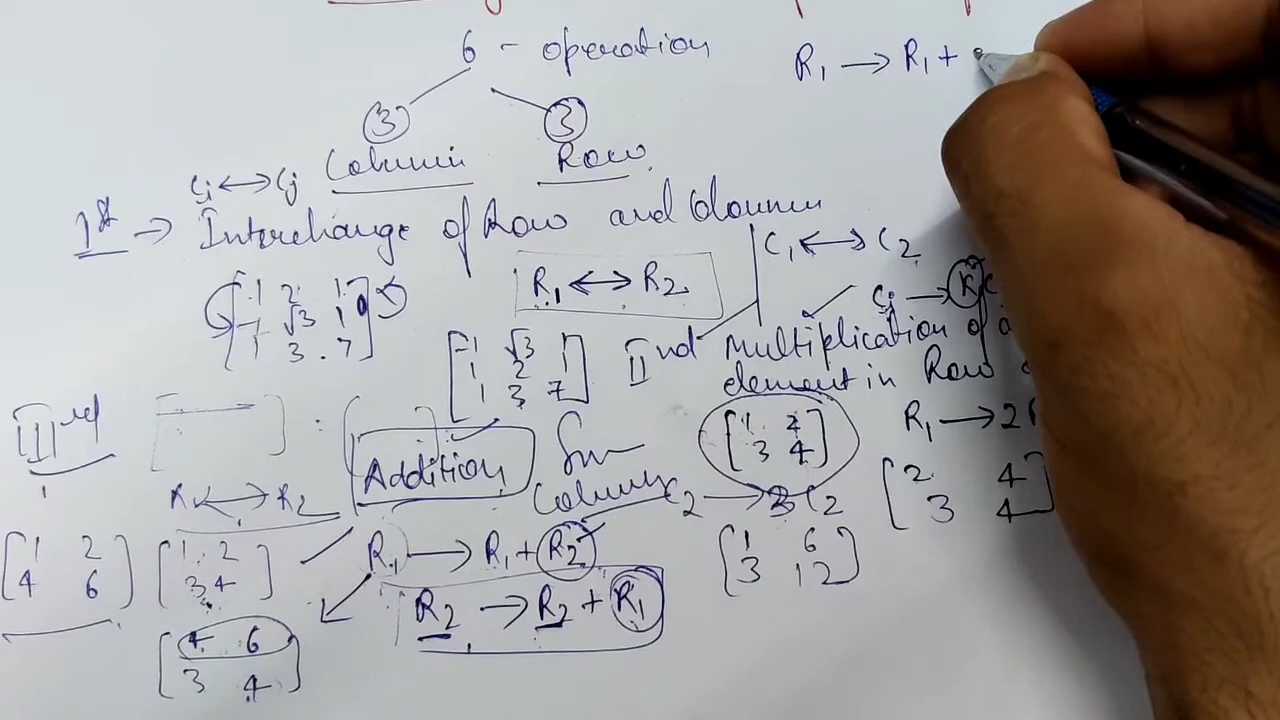 6 - operation
R1 → R1 +
3 3
Column Row
Ci ↔ Cj
1st → Interchange of Row and Column
R1 ↔ R2
C1 ↔ C2
1 2 1
-1 √3 1
1 3 7
-1 √3 1
1 2 1
1 3 7
Cj → K
IInd Multiplication of
element in Row
R1 → 2
1 2
3 4
2 4
3 4
C2 → 3 C2
1 6
3 12
III
R ↔ R2
Addition
Column
R1 → R1 + R2
R2 → R2 + R1
1 2
4 6
1 2
3 4
4 6
3 4